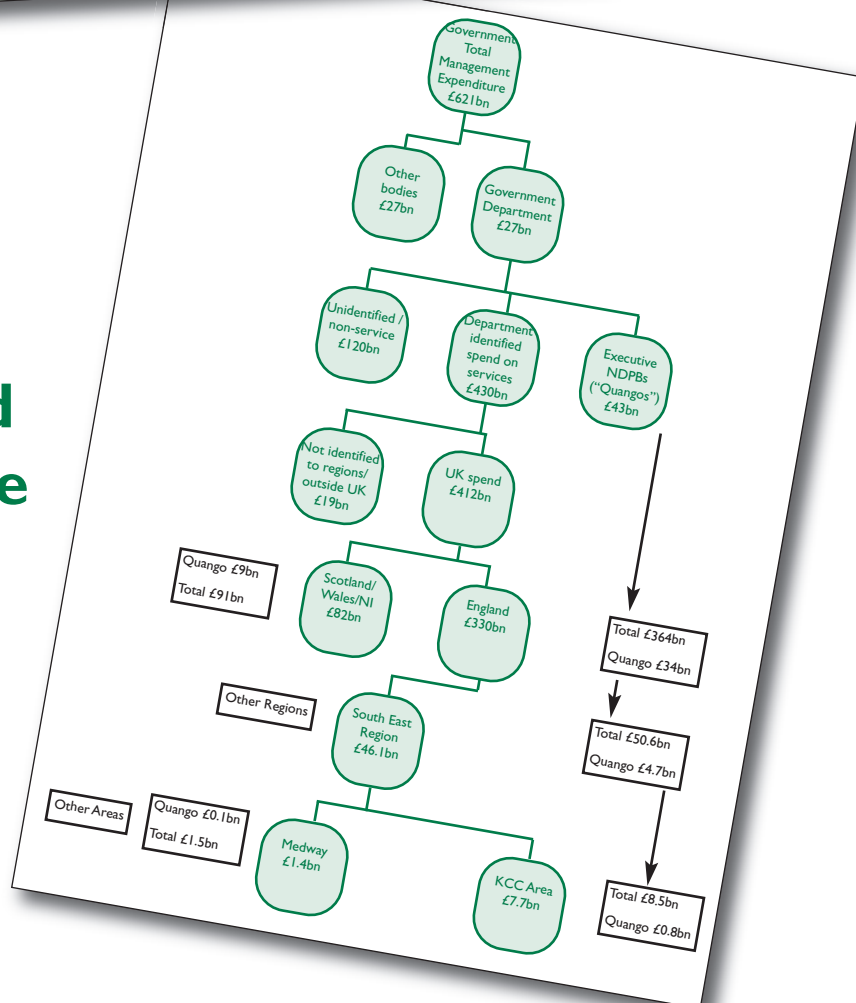 Government
Total
Management
Expenditure
£621bn
Other
bodies
£27bn
Government
Department
£27bn
Unidentified /
non-service
£120bn
Department
identified
spend on
services
£430bn
Executive
NDPBs
(“Quangos”)
£43bn
d
e
Not identified
to regions/
outside UK
£19bn
UK spend
£412bn
Quango £9bn
Total £91bn
Scotland/
Wales/NI
£82bn
England
£330bn
Total £364bn
Quango £34bn
Other Regions
South East
Region
£46.1bn
Total £50.6bn
Quango £4.7bn
Other Areas
Quango £0.1bn
Total £1.5bn
Medway
£1.4bn
KCC Area
£7.7bn
Total £8.5bn
Quango £0.8bn